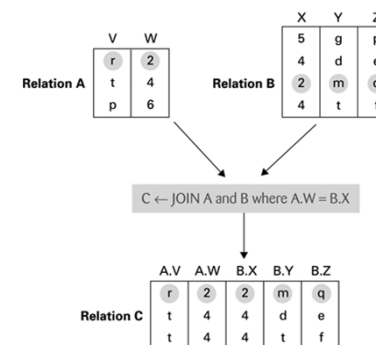 V W
X Y Z
r 2
t 4
p 6
Relation A
5 g p
4 d e
2 m
4 t
Relation B
C ← JOIN A and B where A.W = B.X
A.V A.W B.X B.Y B.Z
r 2 2 m q
t 4 4 d e
t 4 4 t f
Relation C